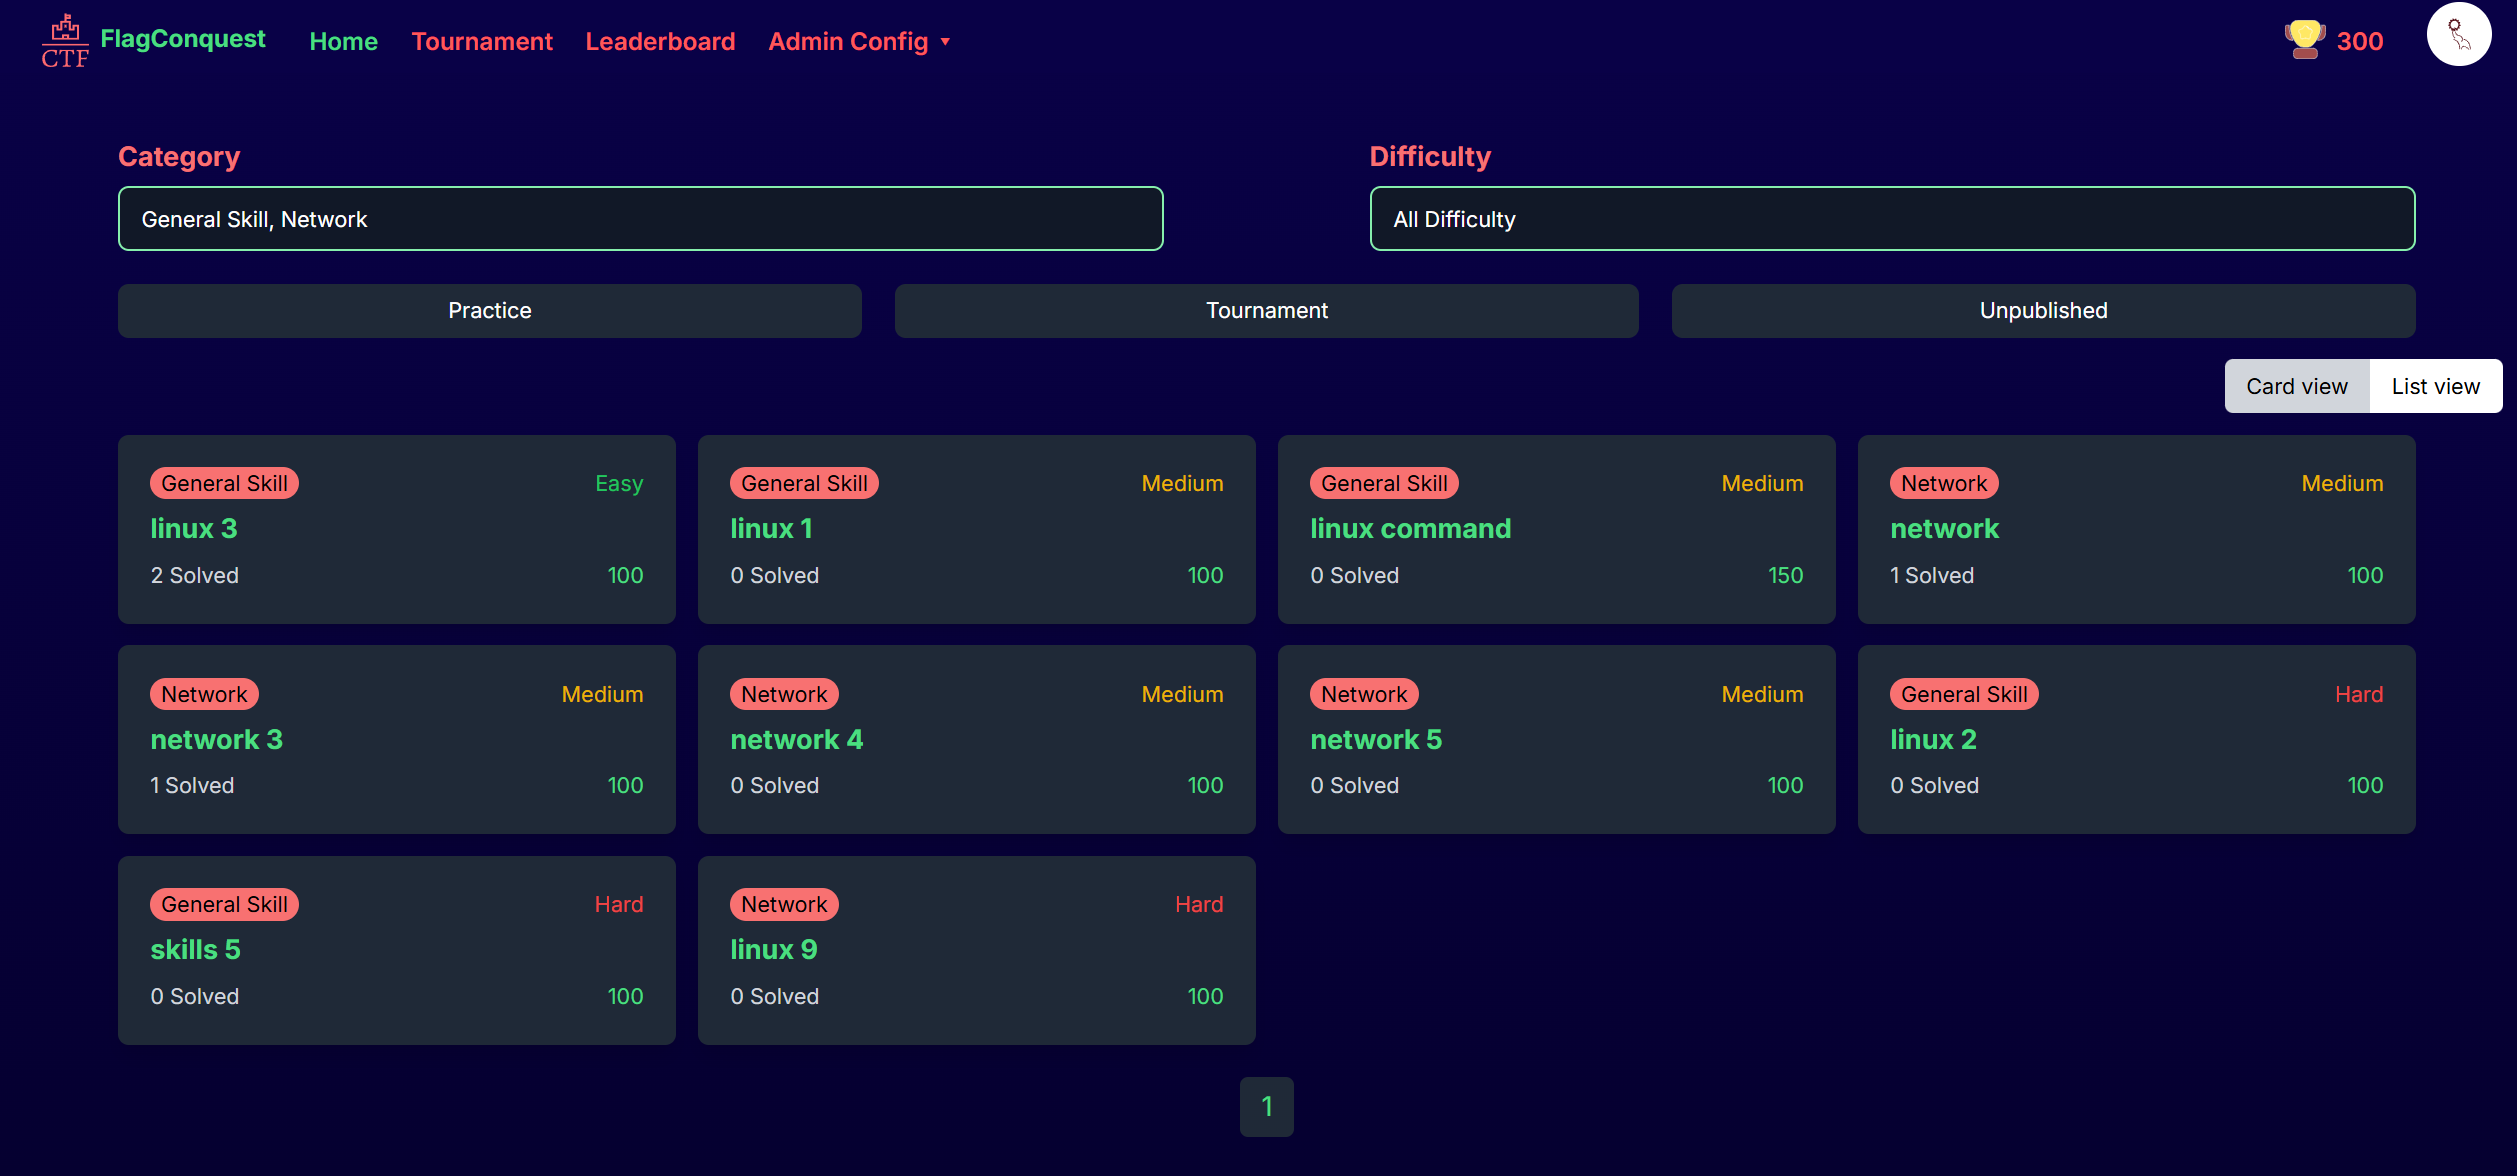 CTF FlagConquest Home Tournament Leaderboard Admin Config 300
Category Difficulty
General Skill, Network All Difficulty
Practice Tournament Unpublished
Card view List view
General Skill Easy
linux 3
2 Solved 100
General Skill Medium
linux 1
0 Solved 100
General Skill Medium
linux command
0 Solved 150
Network Medium
network
1 Solved 100
Network Medium
network 3
1 Solved 100
Network Medium
network 4
0 Solved 100
Network Medium
network 5
0 Solved 100
General Skill Hard
linux 2
0 Solved 100
General Skill Hard
skills 5
0 Solved 100
Network Hard
linux 9
0 Solved 100
1